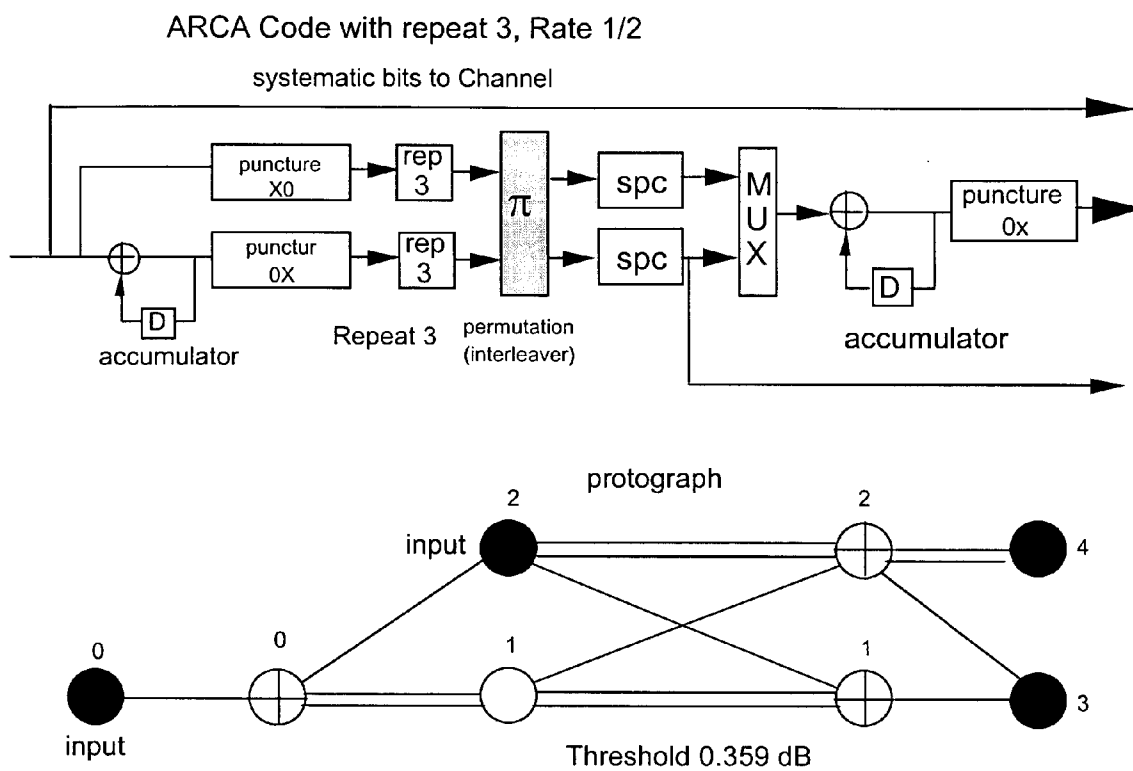 ARCA Code with repeat 3, Rate 1/2
systematic bits to Channel
puncture
X0
rep
3
π
spc
M
U
X
puncture
0x
punctur
0X
rep
3
spc
D
D
accumulator
Repeat 3
permutation
(interleaver)
accumulator
protograph
2
2
input
4
0
0
1
1
3
input
Threshold 0.359 dB